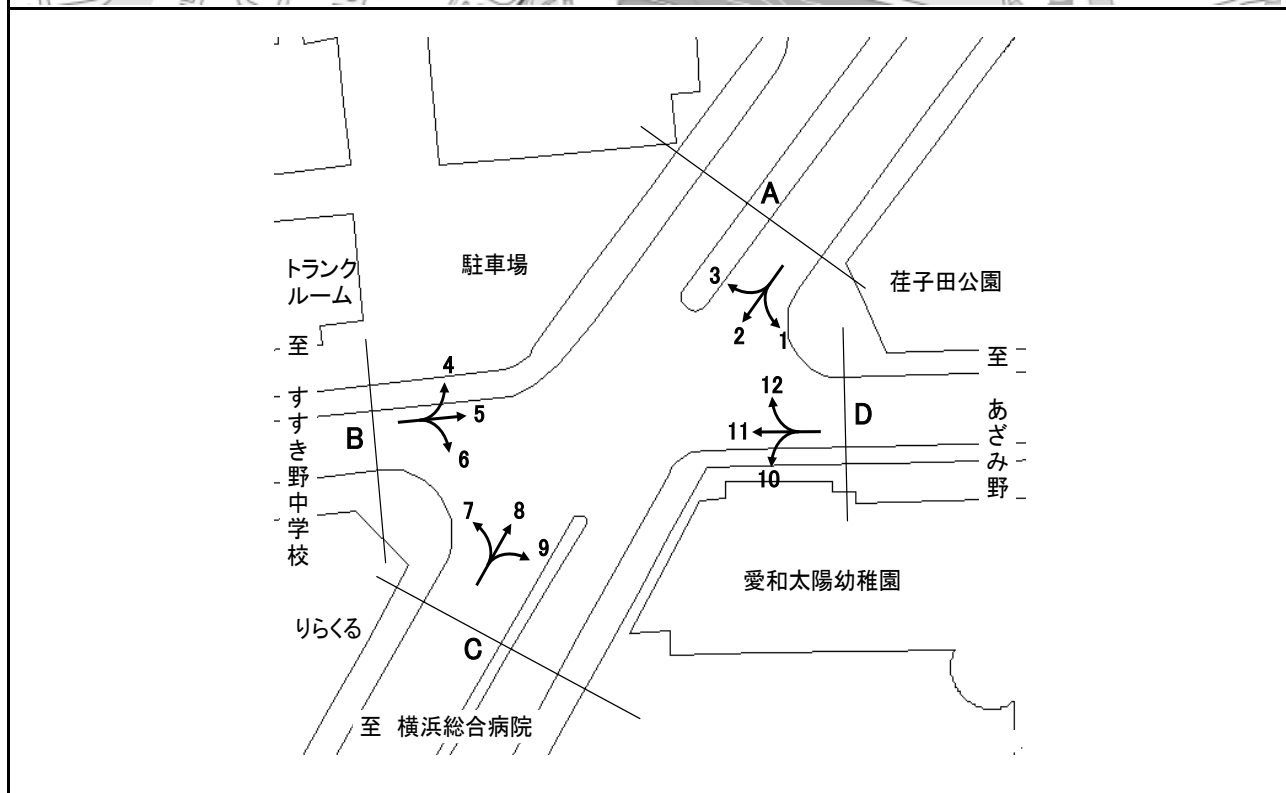 A
トランク
ルーム
駐車場
荏子田公園
3
2
1
至 すすき野中学校
4
5
6
B
12
11
10
D
至 あざみ野
7
8
9
りらくる
C
愛和太陽幼稚園
至 横浜総合病院